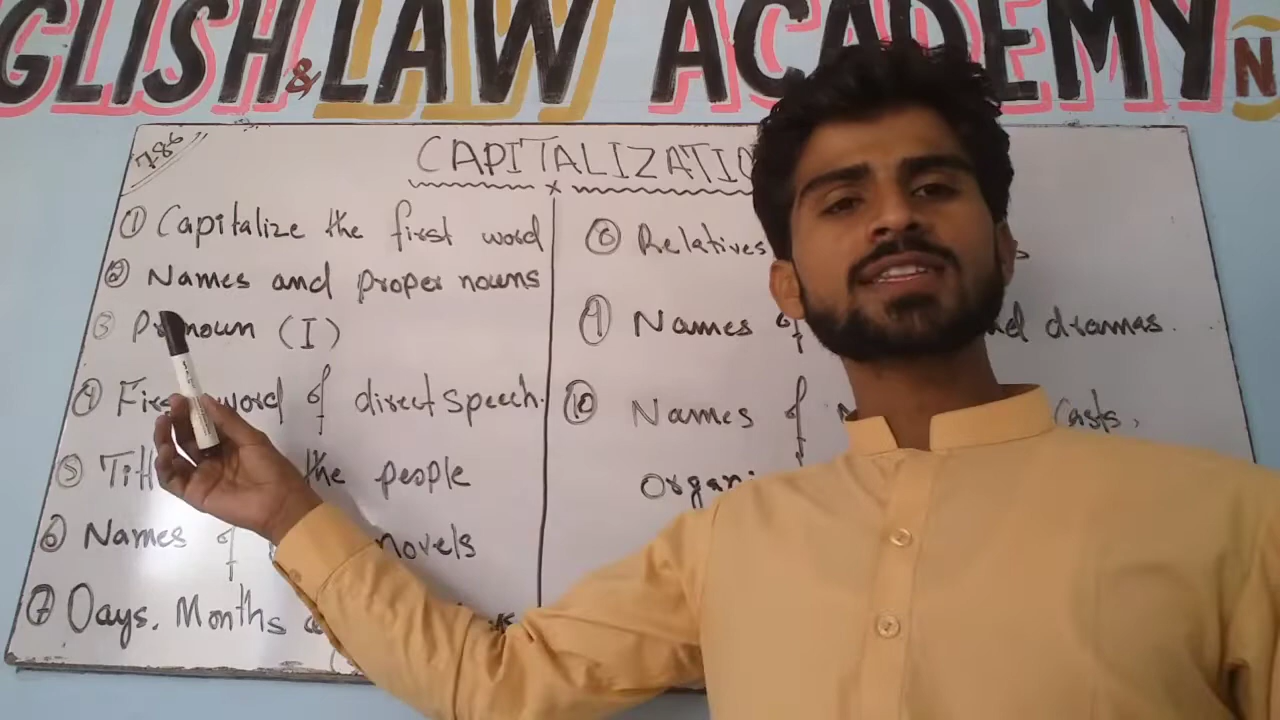 GLISH & LAW ACADEMY N
786
CAPITALIZATIO
① Capitalize the first word
② Names and proper nouns
③ Pronoun (I)
④ First word of direct speech.
⑤ the people
⑥ Names of novels
⑦ Days, Months
⑧ Relatives
⑨ Names of and dramas.
⑩ Names of Casts,
Organi